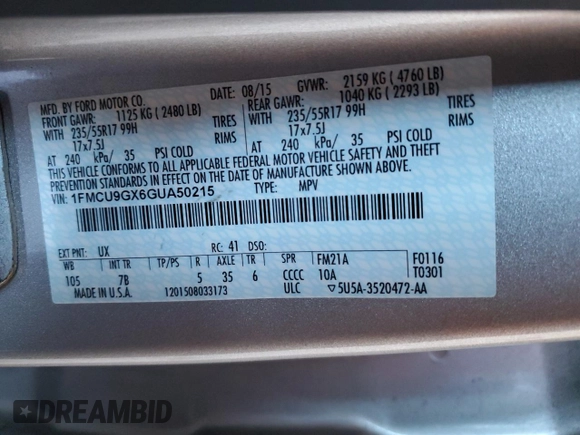 MFD. BY FORD MOTOR CO.
DATE: 08/15 GVWR: 2159 KG ( 4760 LB)
FRONT GAWR: 1125 KG ( 2480 LB) REAR GAWR: 1040 KG ( 2293 LB)
WITH 235/55R17 99H TIRES WITH 235/55R17 99H TIRES
17x7.5J RIMS 17x7.5J RIMS
AT 240 kPa/ 35 PSI COLD AT 240 kPa/ 35 PSI COLD
THIS VEHICLE CONFORMS TO ALL APPLICABLE FEDERAL MOTOR VEHICLE SAFETY AND THEFT
PREVENTION STANDARDS IN EFFECT ON THE DATE OF MANUFACTURE SHOWN ABOVE.
VIN: 1FMCU9GX6GUA50215 TYPE: MPV
EXT PNT: UX RC: 41 DSO:
WB INT TR TP/PS R AX TR SPR FM21A F0116
105 7B 5 35 6 CCCC 10A T0301
MADE IN U.S.A. 1201508033173 ULC ▽5U5A-3520472-AA
DREAMBID